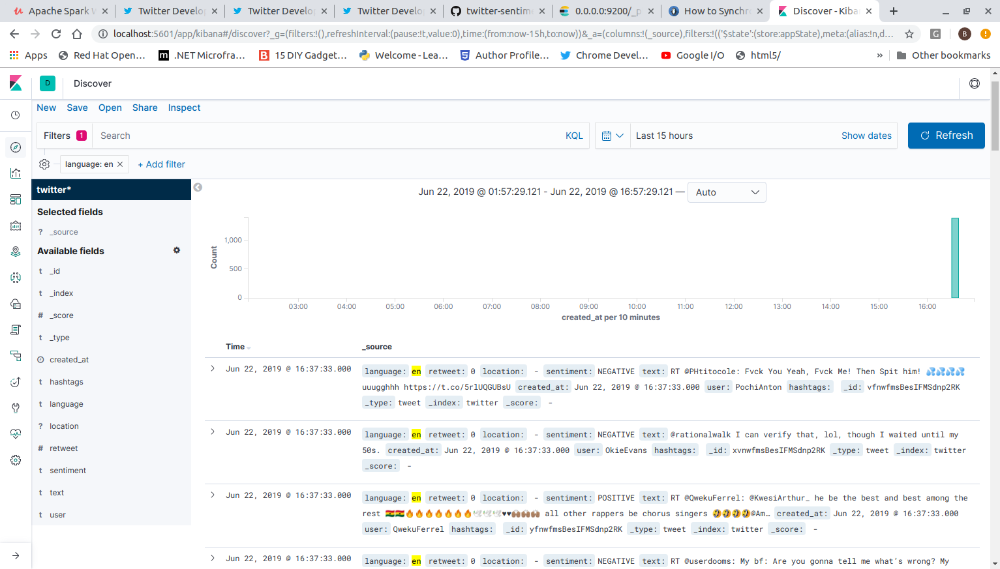 Apache Spark W
Twitter Develop
Twitter Develop
Twitter Develop
twitter-sentime
0.0.0.0:9200/_p
How to Synchro
Discover - Kiba
localhost:5601/app/kibana#/discover?_g=(filters:!(),refreshInterval:(pause:!t,value:0),time:(from:now-15h,to:now))&_a=(columns:!(_source),filters:!(('$state':(store:appState),meta:(alias:!n,d...
G
B
Apps
Red Hat Open...
m .NET Microfra...
B 15 DIY Gadget...
Welcome - Lea...
Author Profile...
Chrome Devel...
Google I/O
html5/
»
Other bookmarks
D
Discover
New Save Open Share Inspect
Filters 1
Search
KQL
Last 15 hours
Show dates
Refresh
language: en ×
+ Add filter
twitter*
Selected fields
? _source
Available fields
t _id
t _index
# _score
t _type
created_at
t hashtags
t language
? location
# retweet
t sentiment
t text
t user
Jun 22, 2019 @ 01:57:29.121 - Jun 22, 2019 @ 16:57:29.121 —
Auto
Count
1,000
500
0
03:00 04:00 05:00 06:00 07:00 08:00 09:00 10:00 11:00 12:00 13:00 14:00 15:00 16:00
created_at per 10 minutes
Time _source
Jun 22, 2019 @ 16:37:33.000 language: en retweet: 0 location: - sentiment: NEGATIVE text: RT @PHtitocole: Fvck You Yeah, Fvck Me! Then Spit him! 💦💦💦💦
uuugghhh https://t.co/5rlUQGUBsU created_at: Jun 22, 2019 @ 16:37:33.000 user: PochiAnton hashtags: _id: vfnwfmsBesIFMSdnp2RK
_type: tweet _index: twitter _score: -
Jun 22, 2019 @ 16:37:33.000 language: en retweet: 0 location: - sentiment: NEGATIVE text: @rationalwalk I can verify that, lol, though I waited until my
50s. created_at: Jun 22, 2019 @ 16:37:33.000 user: OkieEvans hashtags: _id: xvnwfmsBesIFMSdnp2RK _type: tweet _index: twitter
_score: -
Jun 22, 2019 @ 16:37:33.000 language: en retweet: 0 location: - sentiment: POSITIVE text: RT @QwekuFerrel: @KwesiArthur_ he be the best and best among the
rest 🇬🇭🇬🇭🔥🔥🔥🔥🔥🔥🔥🕊🕊🕊♥♥🙌🏾🙌🏾🙌🏾 all other rappers be chorus singers 🤣🤣🤣🤣@Am… created_at: Jun 22, 2019 @ 16:37:33.000
user: QwekuFerrel hashtags: _id: yfnwfmsBesIFMSdnp2RK _type: tweet _index: twitter _score: -
Jun 22, 2019 @ 16:37:33.000 language: en retweet: 0 location: - sentiment: NEGATIVE text: RT @userdooms: My bf: Are you gonna tell me what's wrong? My